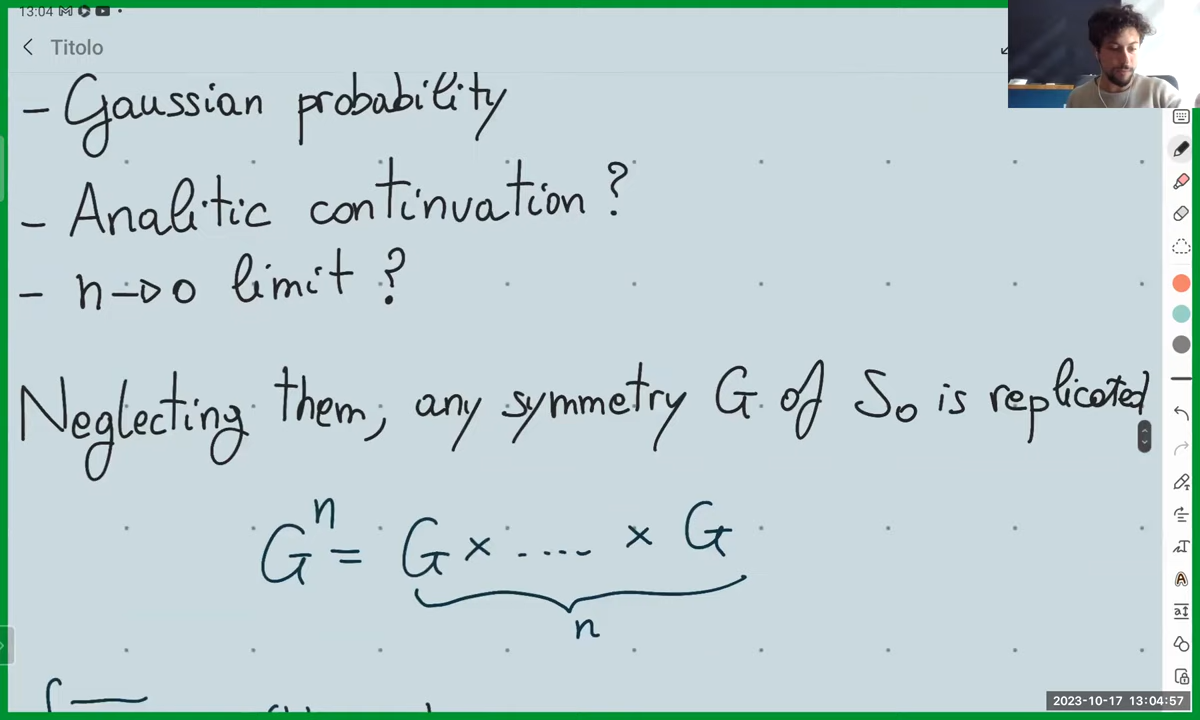 13:04
Titolo
- Gaussian probability
- Analitic continuation ?
- n→0 limit ?
Neglecting them, any symmetry G of S₀ is replicated
Gⁿ = G × .... × G
n
2023-10-17 13:04:57